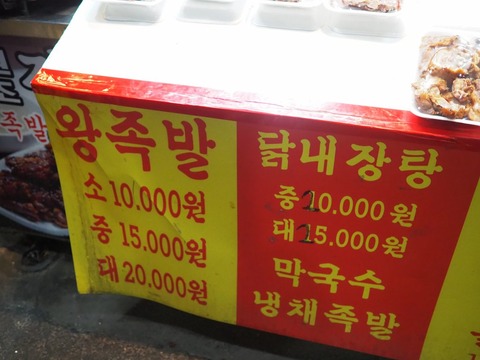 왕족발
소 10.000원
중 15.000원
대 20.000원
닭내장탕
중 20.000원
대 25.000원
막국수
냉채족발
족발